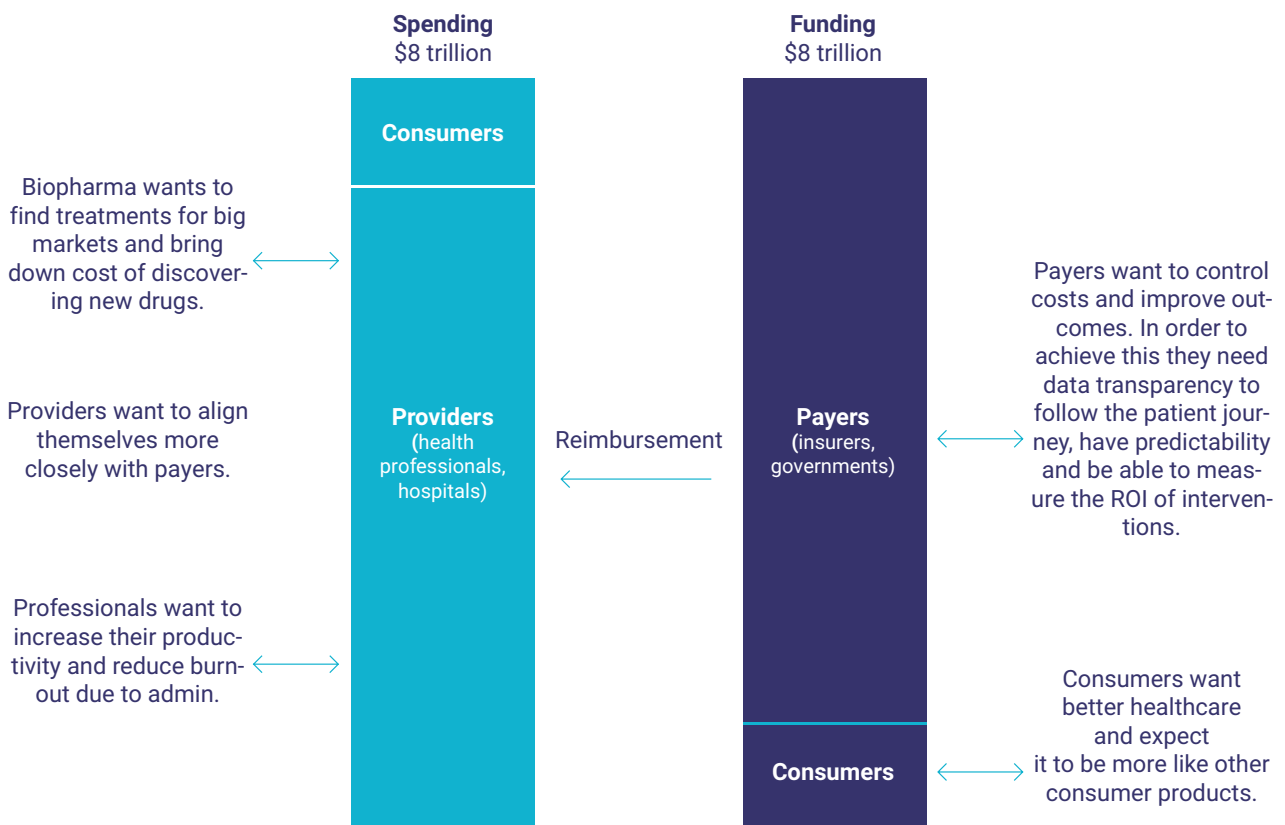 Spending
$8 trillion
Funding
$8 trillion
Consumers
Biopharma wants to
find treatments for big
markets and bring
down cost of discover-
ing new drugs.
Providers want to align
themselves more
closely with payers.
Professionals want to
increase their produc-
tivity and reduce burn-
out due to admin.
Providers
(health
professionals,
hospitals)
Reimbursement
Payers
(insurers,
governments)
Consumers
Payers want to control
costs and improve out-
comes. In order to
achieve this they need
data transparency to
follow the patient jour-
ney, have predictability
and be able to meas-
ure the ROI of interven-
tions.
Consumers want
better healthcare
and expect
it to be more like other
consumer products.